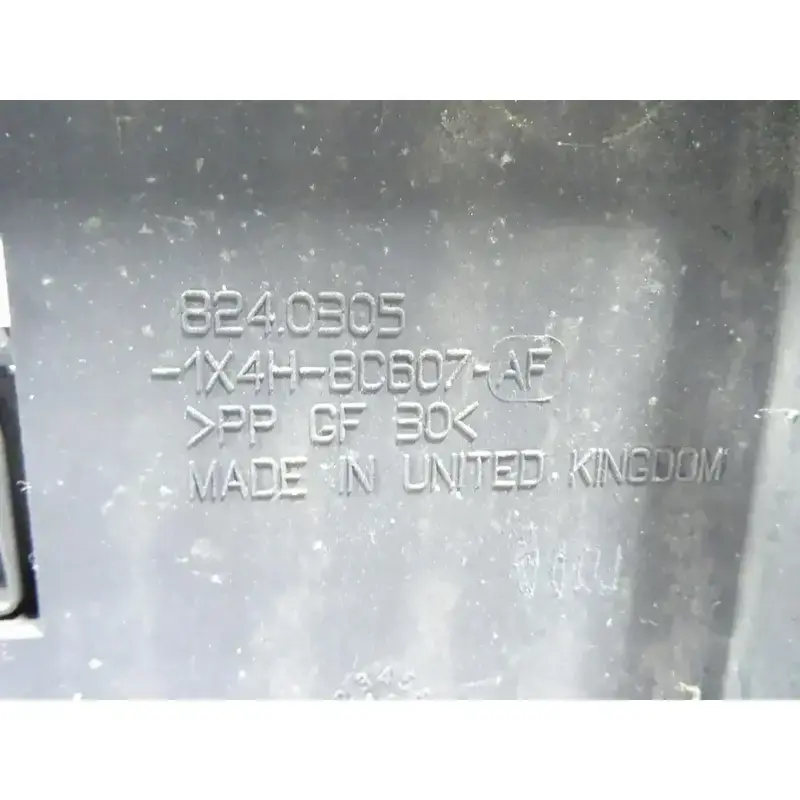 824.0305
-1X4H-8C607-AF
>PP GF 30<
MADE IN UNITED KINGDOM